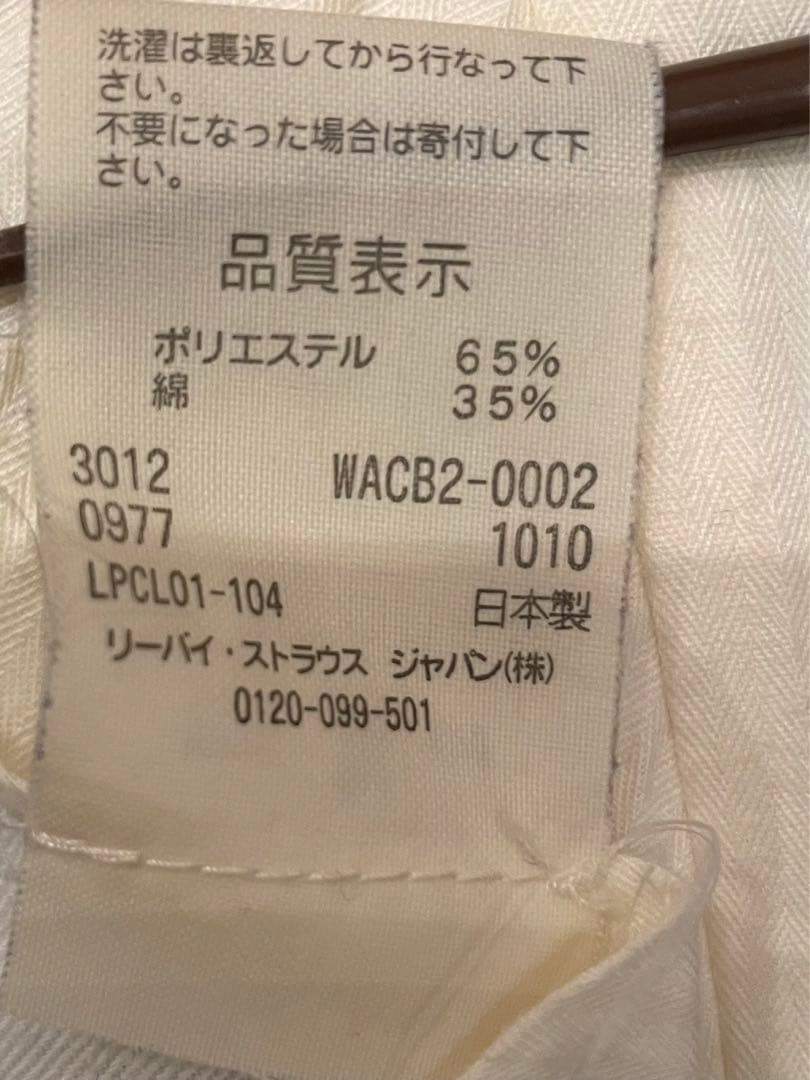 洗濯は裏返してから行なって下
さい。
不要になった場合は寄付して下
さい。
品質表示
ポリエステル 65%
綿 35%
3012 WACB2-0002
0977 1010
LPCL01-104 日本製
リーバイ・ストラウス ジャパン(株)
0120-099-501